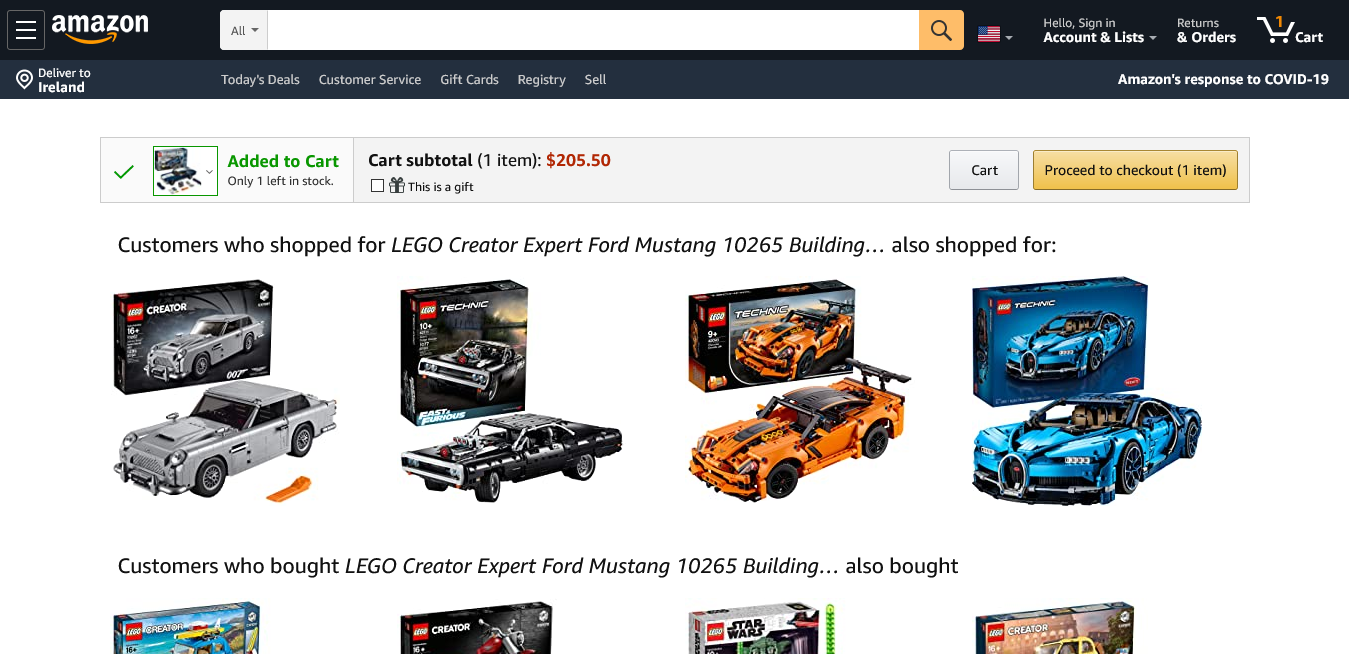 amazon
All
Hello, Sign in
Account & Lists
Returns
& Orders
1
Cart
Deliver to
Ireland
Today's Deals
Customer Service
Gift Cards
Registry
Sell
Amazon's response to COVID-19
Added to Cart
Only 1 left in stock.
Cart subtotal (1 item): $205.50
This is a gift
Cart
Proceed to checkout (1 item)
Customers who shopped for LEGO Creator Expert Ford Mustang 10265 Building… also shopped for:
LEGO CREATOR
16+
007
LEGO TECHNIC
10+
FAST & FURIOUS
LEGO TECHNIC
9+
LEGO TECHNIC
Customers who bought LEGO Creator Expert Ford Mustang 10265 Building… also bought
LEGO CREATOR
16+
LEGO CREATOR
16+
LEGO STAR WARS
LEGO CREATOR
16+